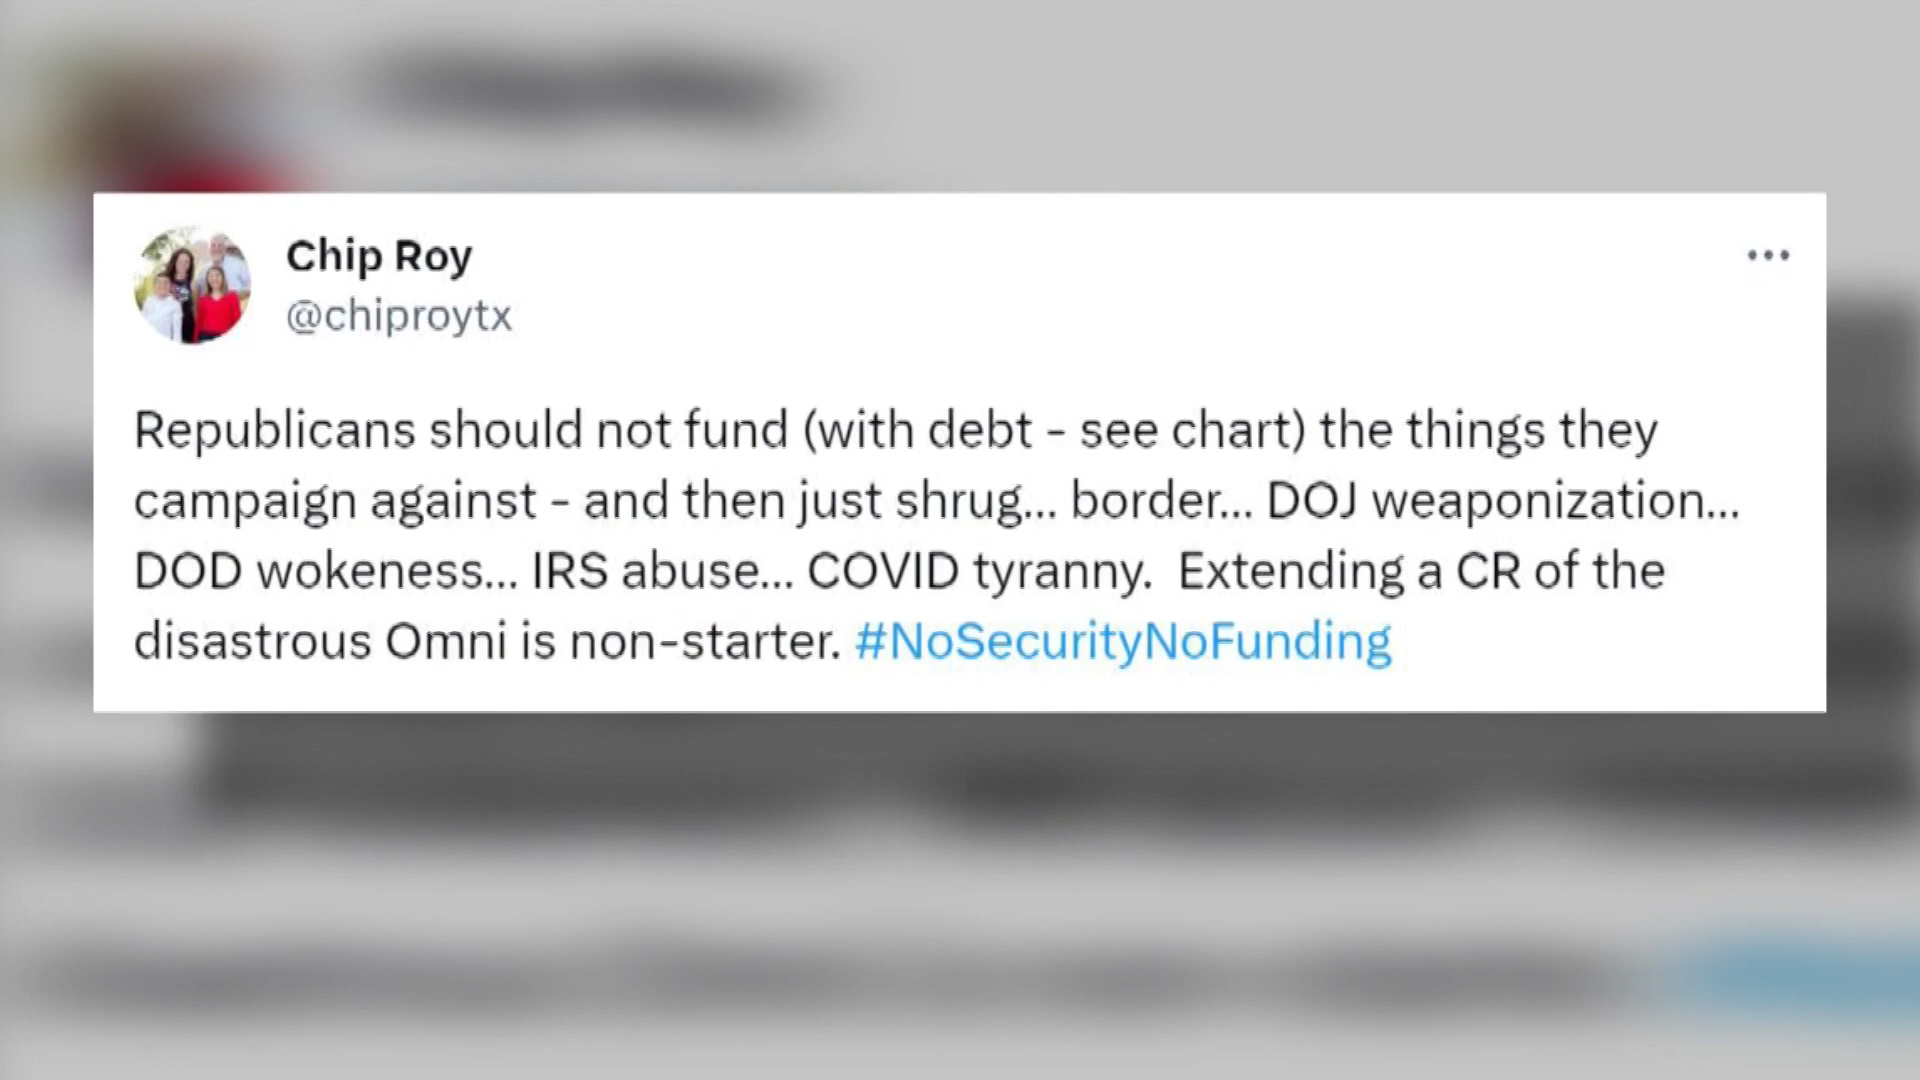 Chip Roy
@chiproytx
Republicans should not fund (with debt - see chart) the things they
campaign against - and then just shrug... border... DOJ weaponization...
DOD wokeness... IRS abuse... COVID tyranny.  Extending a CR of the
disastrous Omni is non-starter. #NoSecurityNoFunding